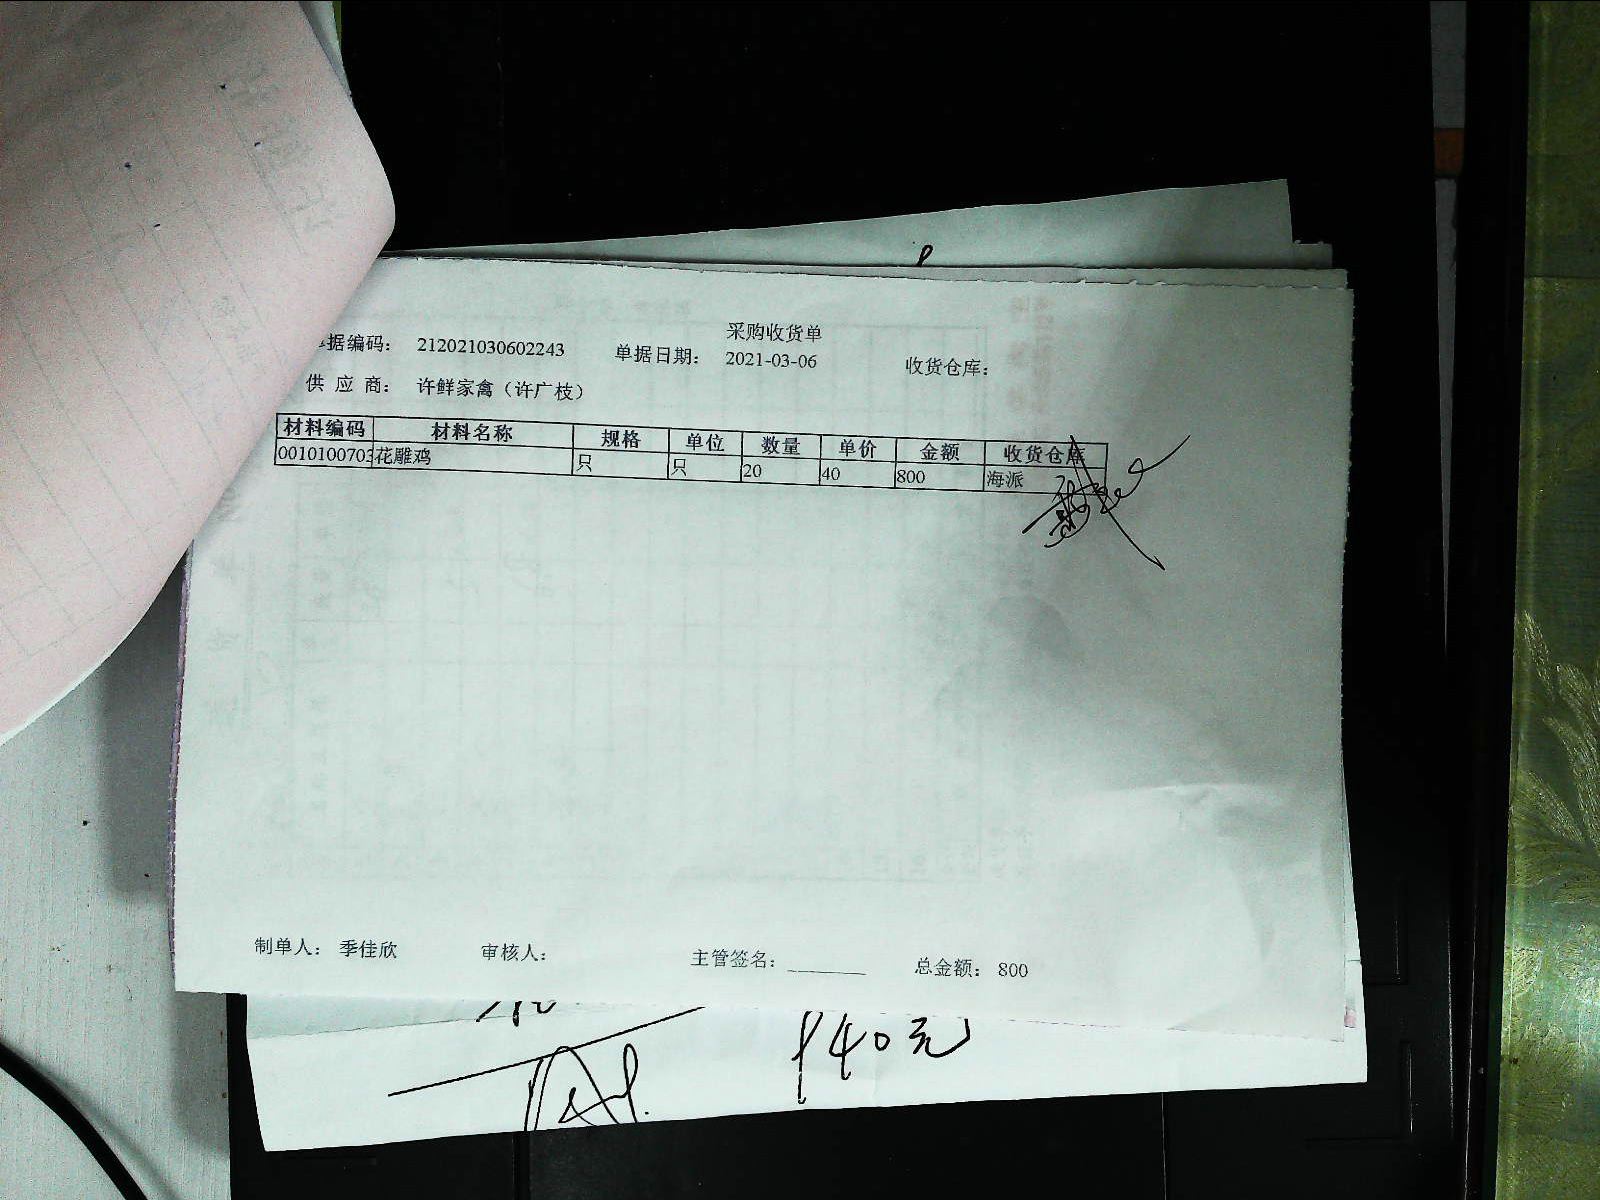 采购收货单
据编码： 212021030602243 单据日期： 2021-03-06 收货仓库：
供 应 商： 许鲜家禽（许广枝）
材料编码 材料名称 规格 单位 数量 单价 金额 收货仓库
0010100703 花雕鸡 只 只 20 40 800 海派
制单人： 季佳欣 审核人： 主管签名：________ 总金额： 800
140元